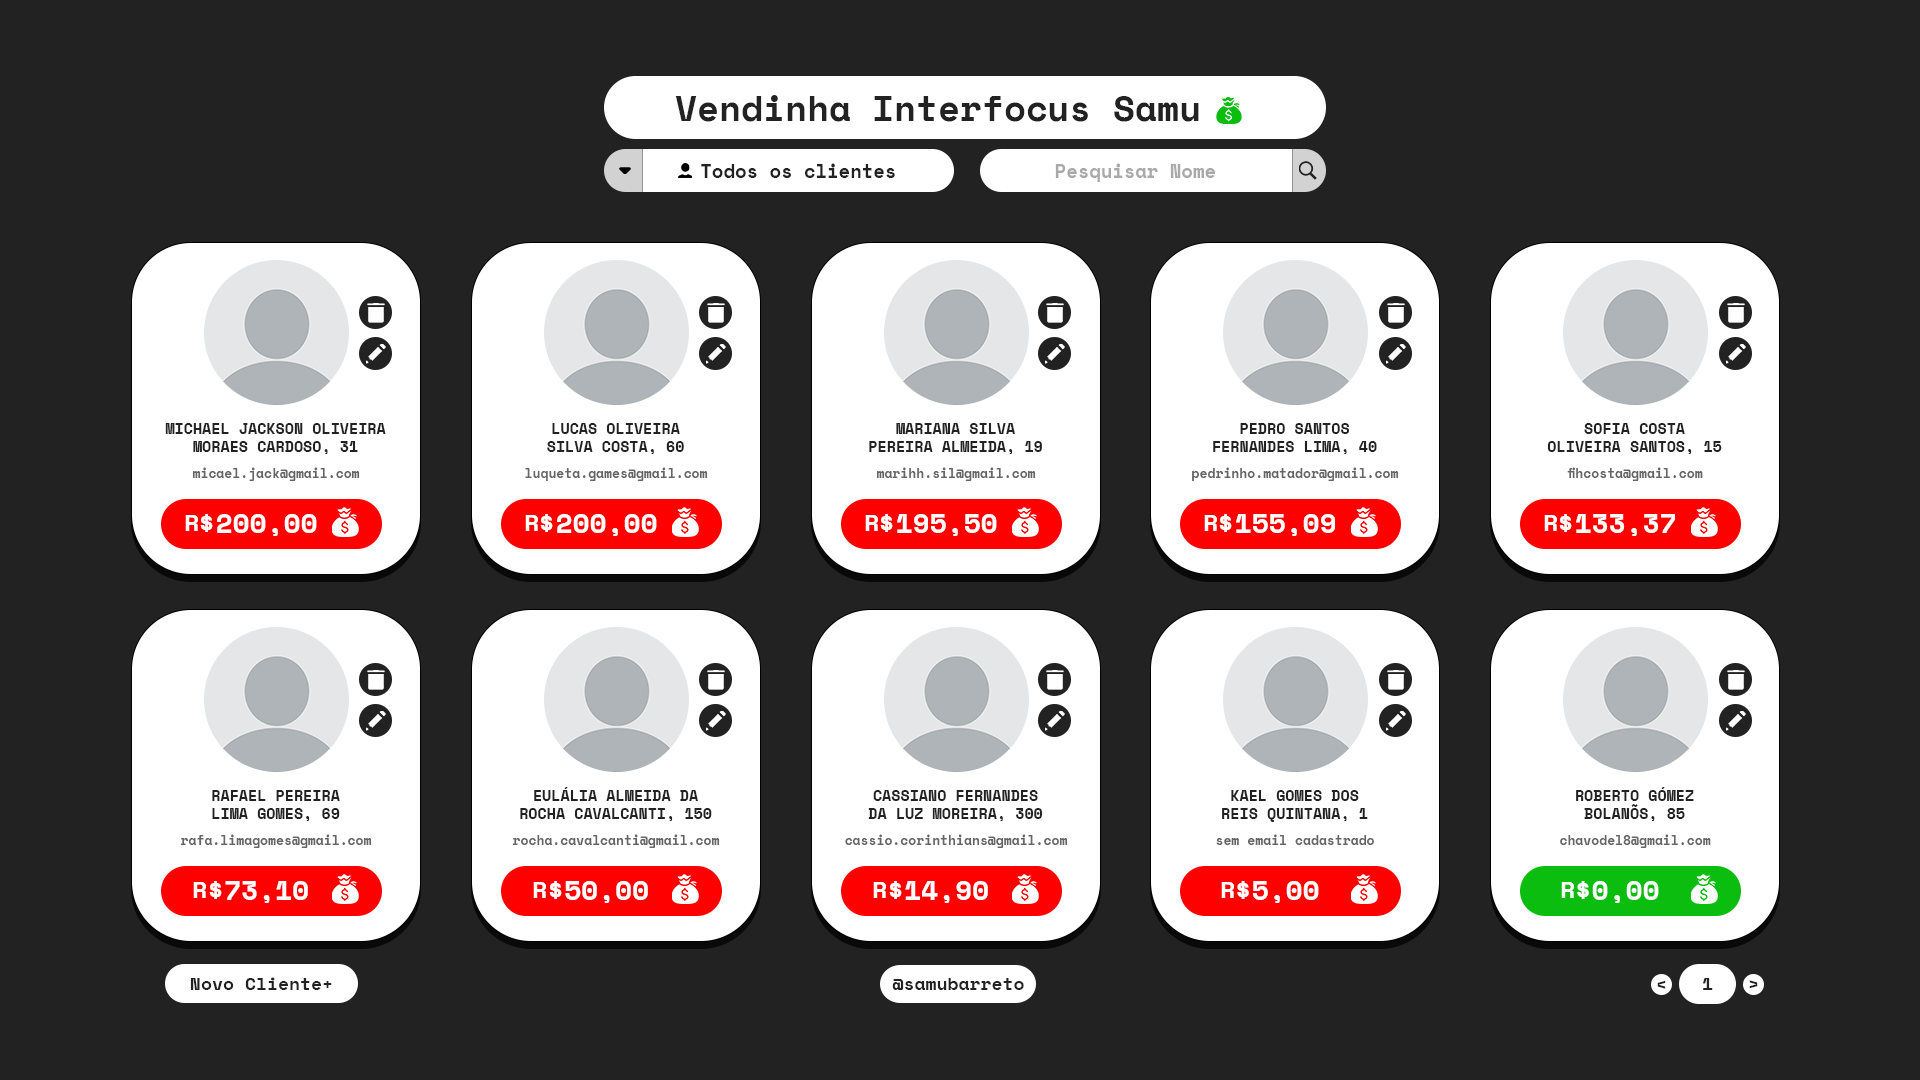 Vendinha Interfocus Samu
Todos os clientes
Pesquisar Nome
MICHAEL JACKSON OLIVEIRA
MORAES CARDOSO, 31
micael.jack@gmail.com
R$200,00
LUCAS OLIVEIRA
SILVA COSTA, 60
luqueta.games@gmail.com
R$200,00
MARIANA SILVA
PEREIRA ALMEIDA, 19
marihh.sil@gmail.com
R$195,50
PEDRO SANTOS
FERNANDES LIMA, 40
pedrinho.matador@gmail.com
R$155,09
SOFIA COSTA
OLIVEIRA SANTOS, 15
fihcosta@gmail.com
R$133,37
RAFAEL PEREIRA
LIMA GOMES, 69
rafa.limagomes@gmail.com
R$73,10
EULÁLIA ALMEIDA DA
ROCHA CAVALCANTI, 150
rocha.cavalcanti@gmail.com
R$50,00
CASSIANO FERNANDES
DA LUZ MOREIRA, 300
cassio.corinthians@gmail.com
R$14,90
KAEL GOMES DOS
REIS QUINTANA, 1
sem email cadastrado
R$5,00
ROBERTO GÓMEZ
BOLANÕS, 85
chavodel8@gmail.com
R$0,00
Novo Cliente+
@samubarreto
< 1 >